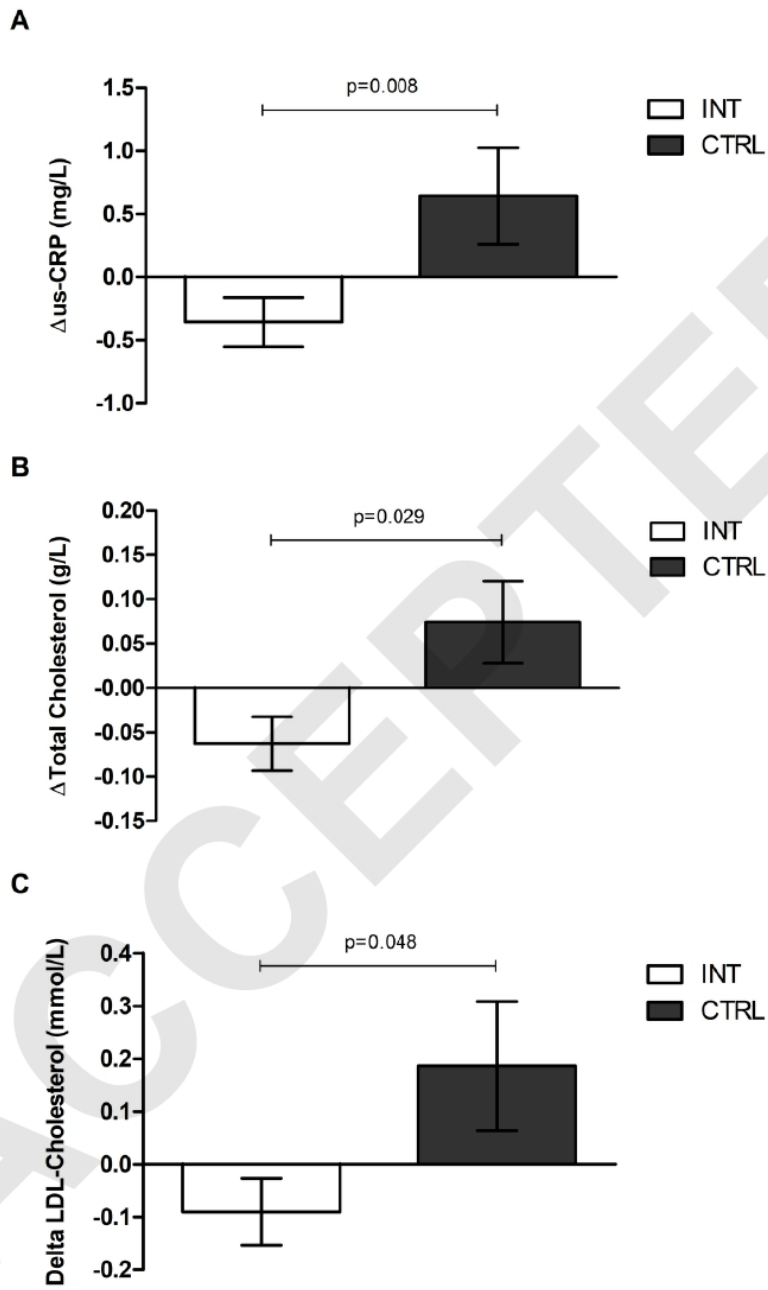 A
Δus-CRP (mg/L)
1.5
1.0
0.5
0.0
-0.5
-1.0
p=0.008
INT
CTRL
B
ΔTotal Cholesterol (g/L)
0.20
0.15
0.10
0.05
-0.00
-0.05
-0.10
-0.15
p=0.029
INT
CTRL
C
Delta LDL-Cholesterol (mmol/L)
0.4
0.3
0.2
0.1
0.0
-0.1
-0.2
p=0.048
INT
CTRL
ACCEPTE